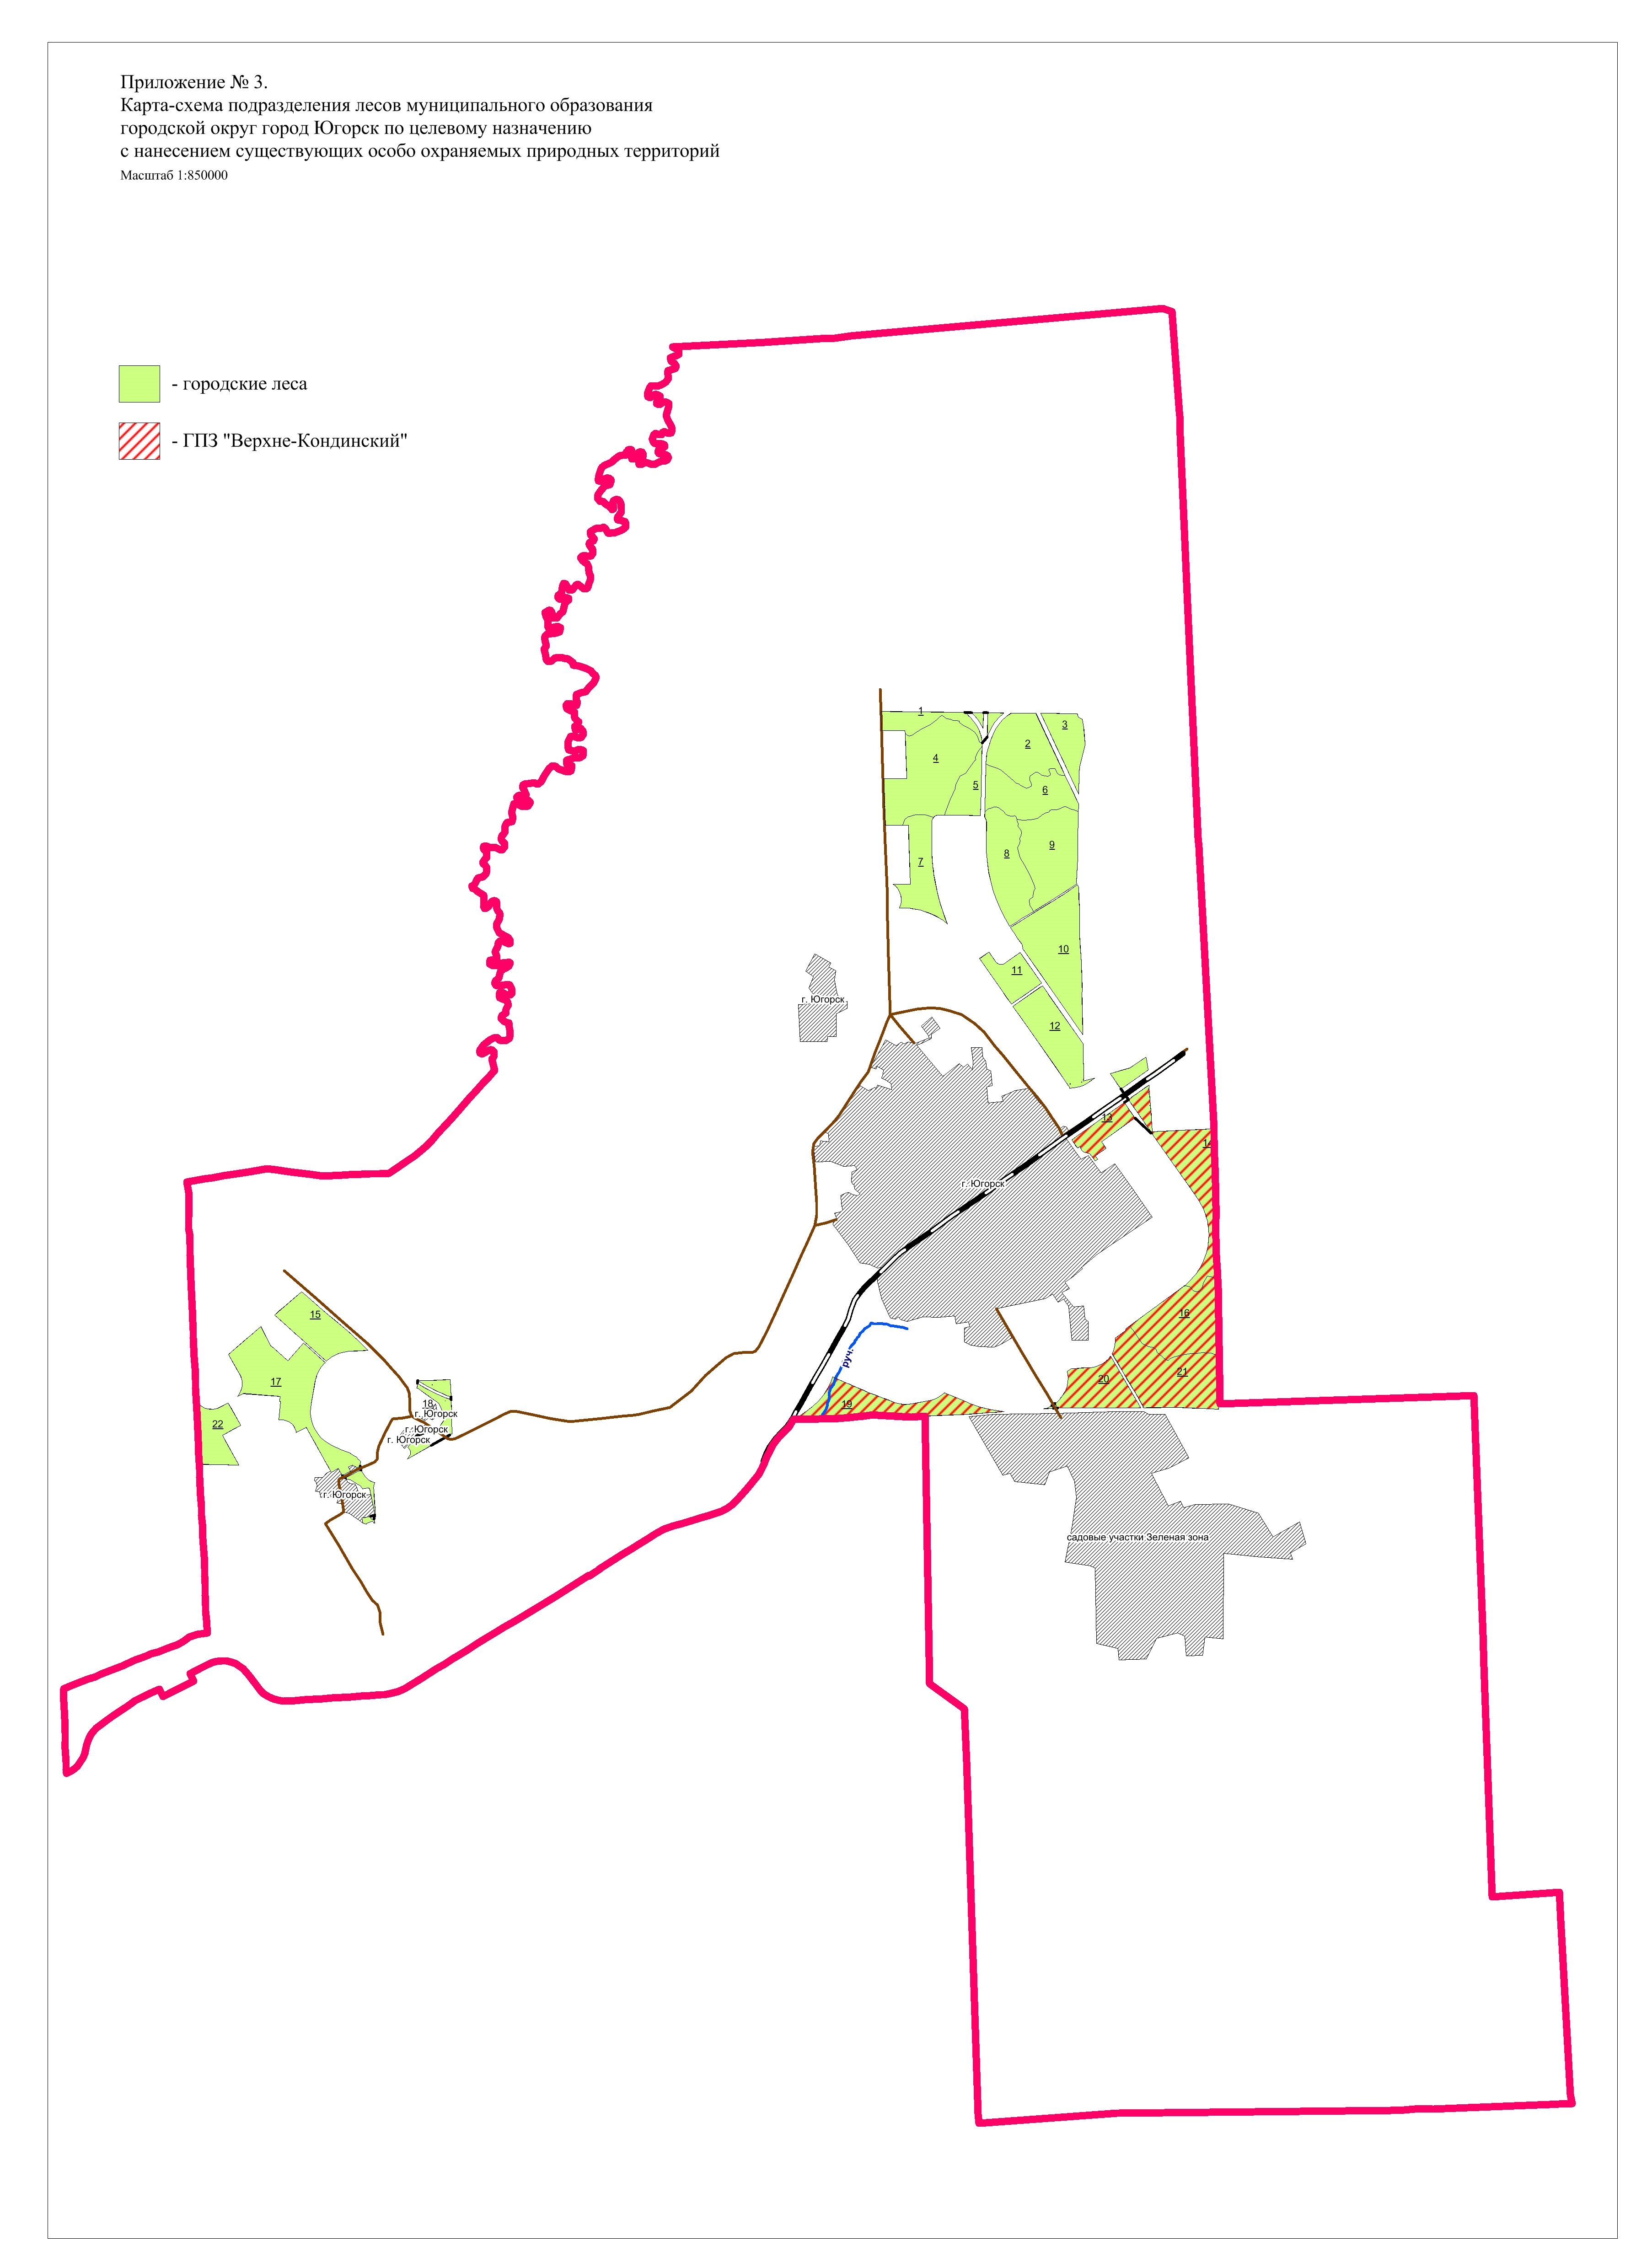 Приложение № 3.
Карта-схема подразделения лесов муниципального образования
городской округ город Югорск по целевому назначению
с нанесением существующих особо охраняемых природных территорий
Масштаб 1:850000
- городские леса
- ГПЗ "Верхне-Кондинский"
1
3
2
4
5
6
7
8
9
10
11
г. Югорск
12
13
14
г. Югорск
15
16
руч.
17
21
20
18
19
22
г. Югорск
г. Югорск
г. Югорск
г. Югорск
садовые участки Зеленая зона